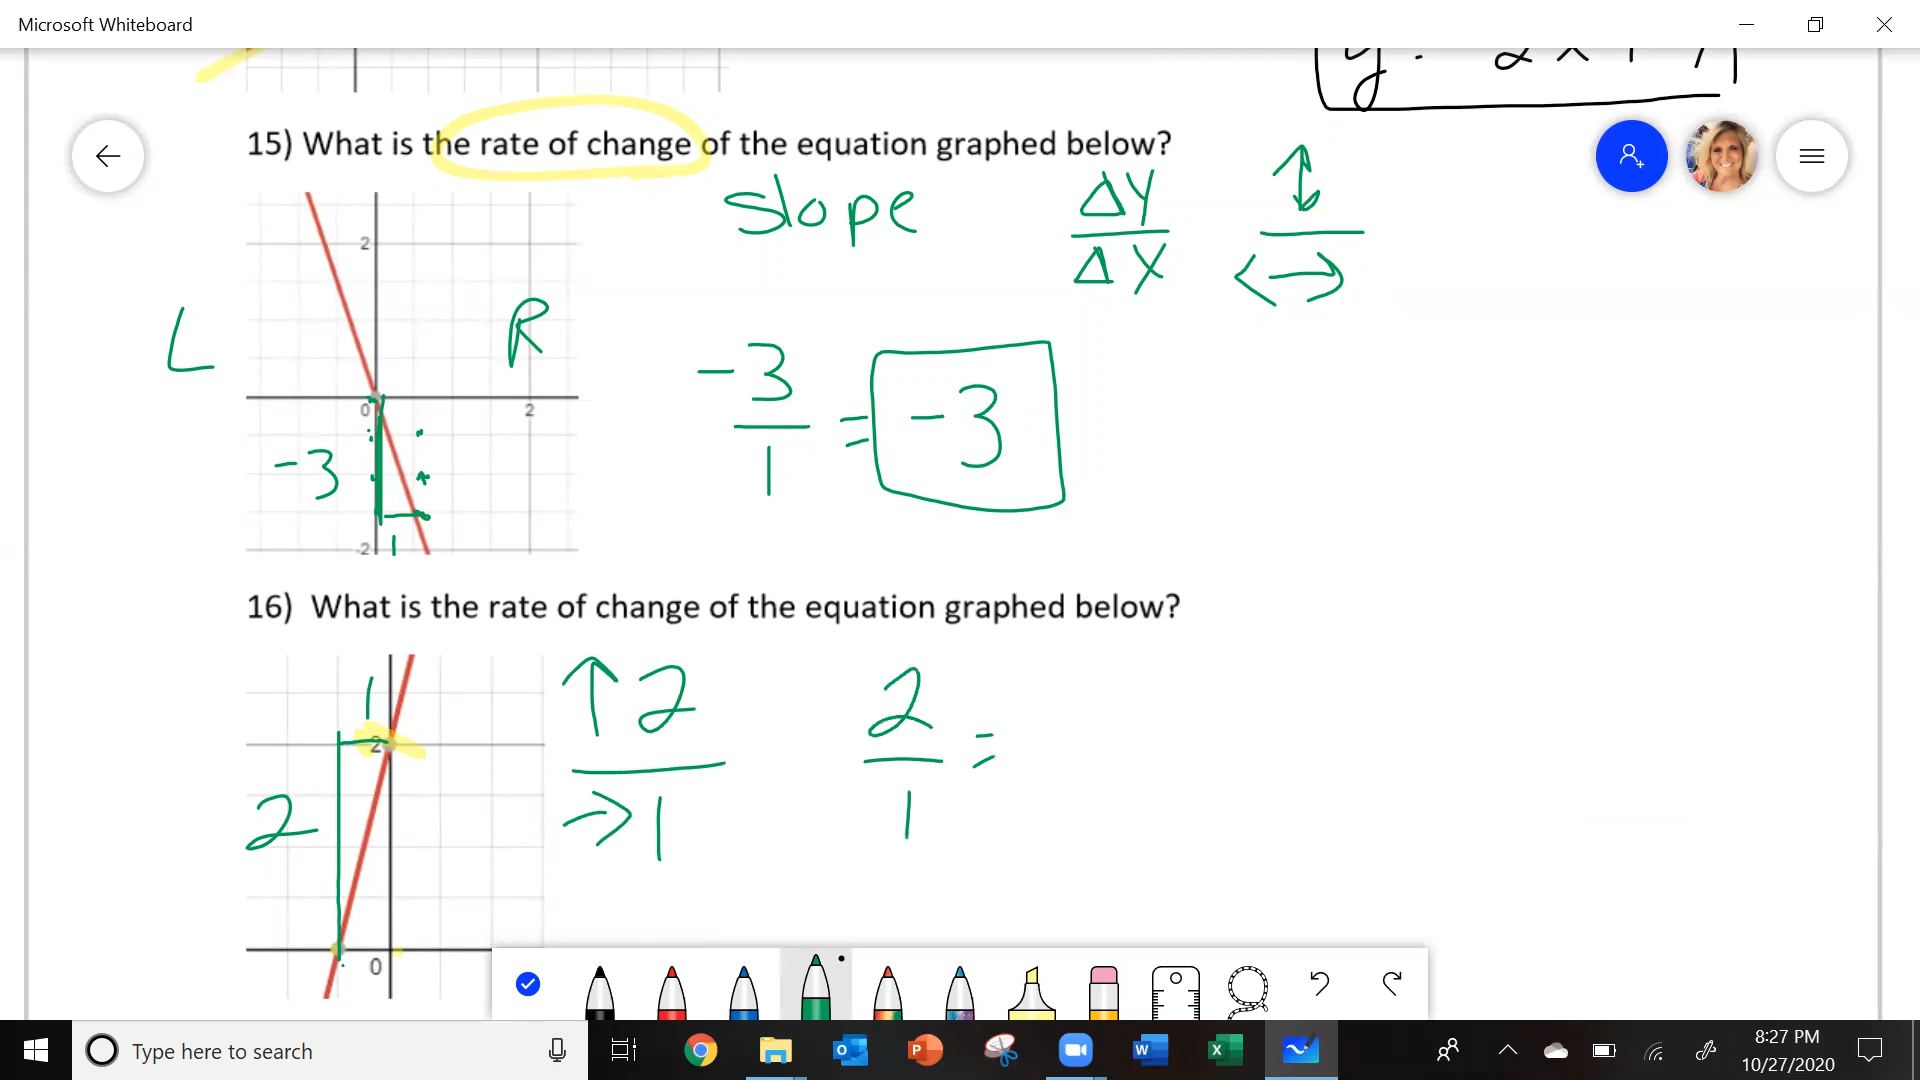 Microsoft Whiteboard
y = 2x +
15) What is the rate of change of the equation graphed below?
slope
ΔY
ΔX
2
L
R
0
2
-3
-3
1
=
-3
-2
1
16) What is the rate of change of the equation graphed below?
1
2
2
0
↑2
→1
2
1
=
Type here to search
8:27 PM
10/27/2020